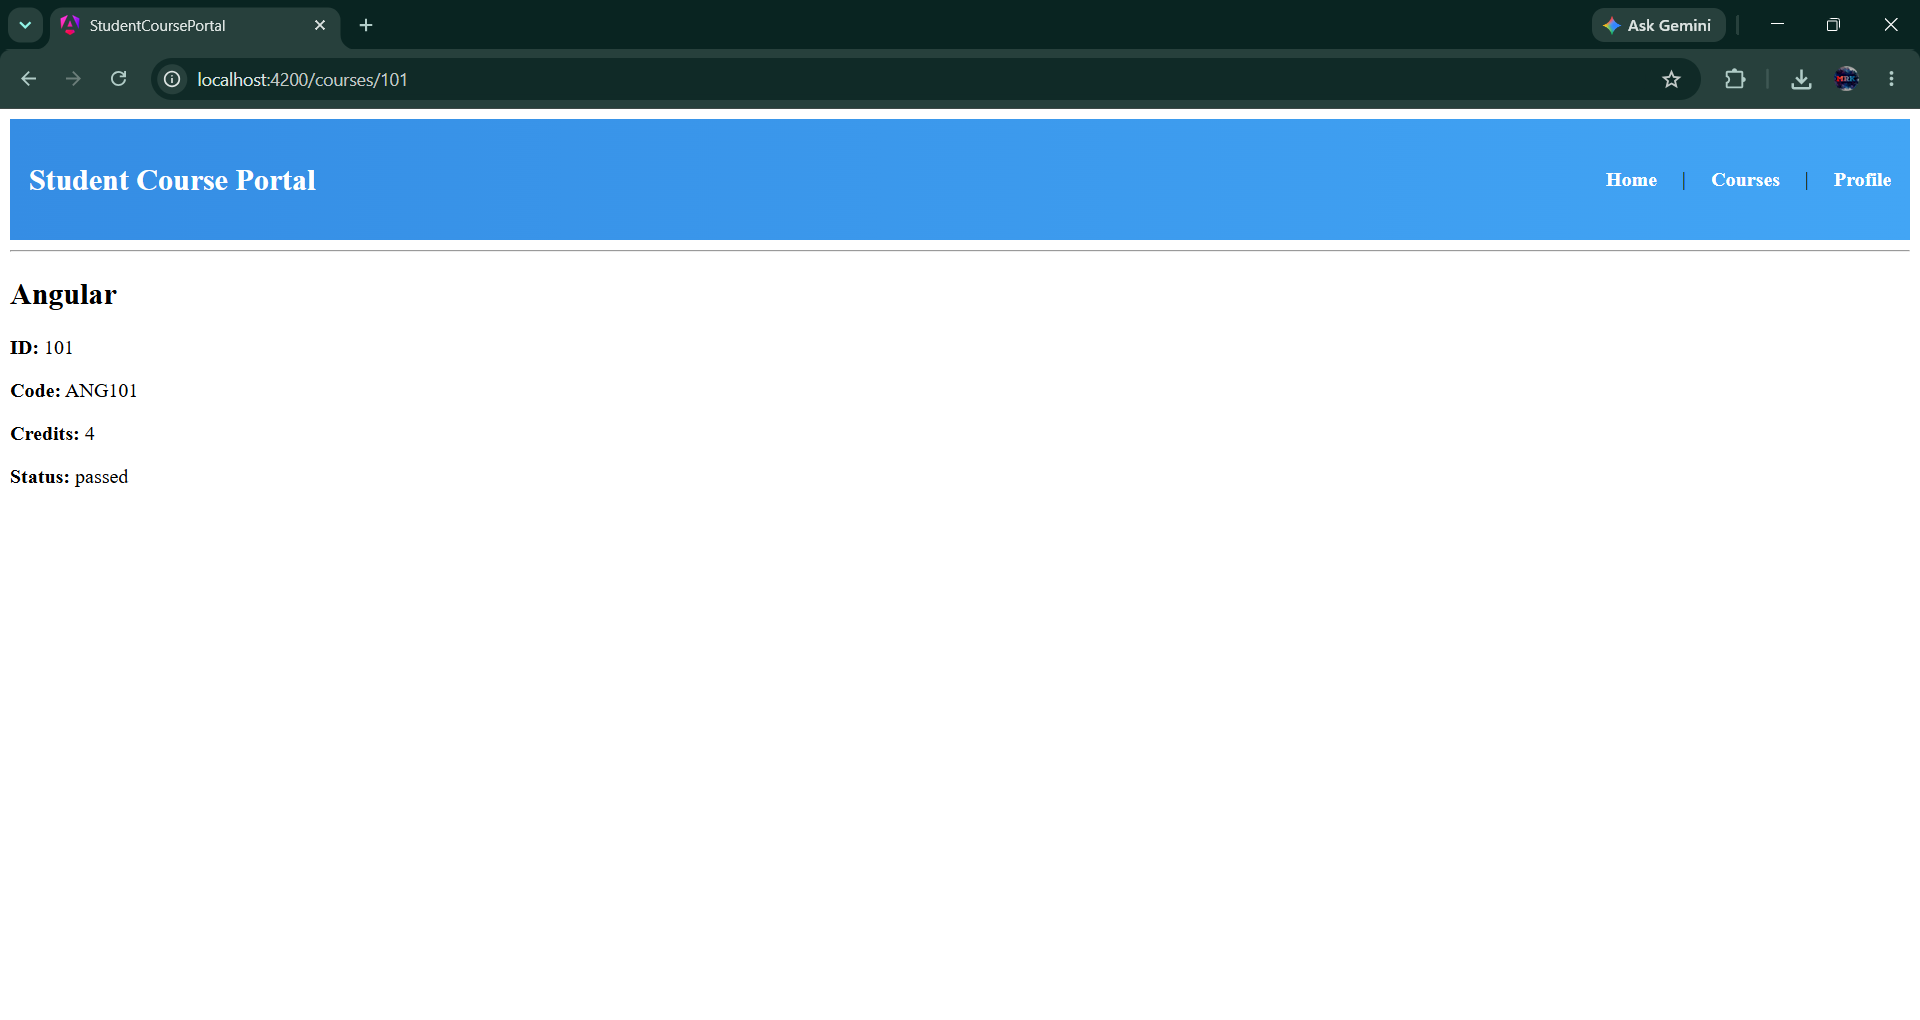 StudentCoursePortal
Ask Gemini
localhost:4200/courses/101
MRK
Student Course Portal
Home | Courses | Profile
Angular
ID: 101
Code: ANG101
Credits: 4
Status: passed